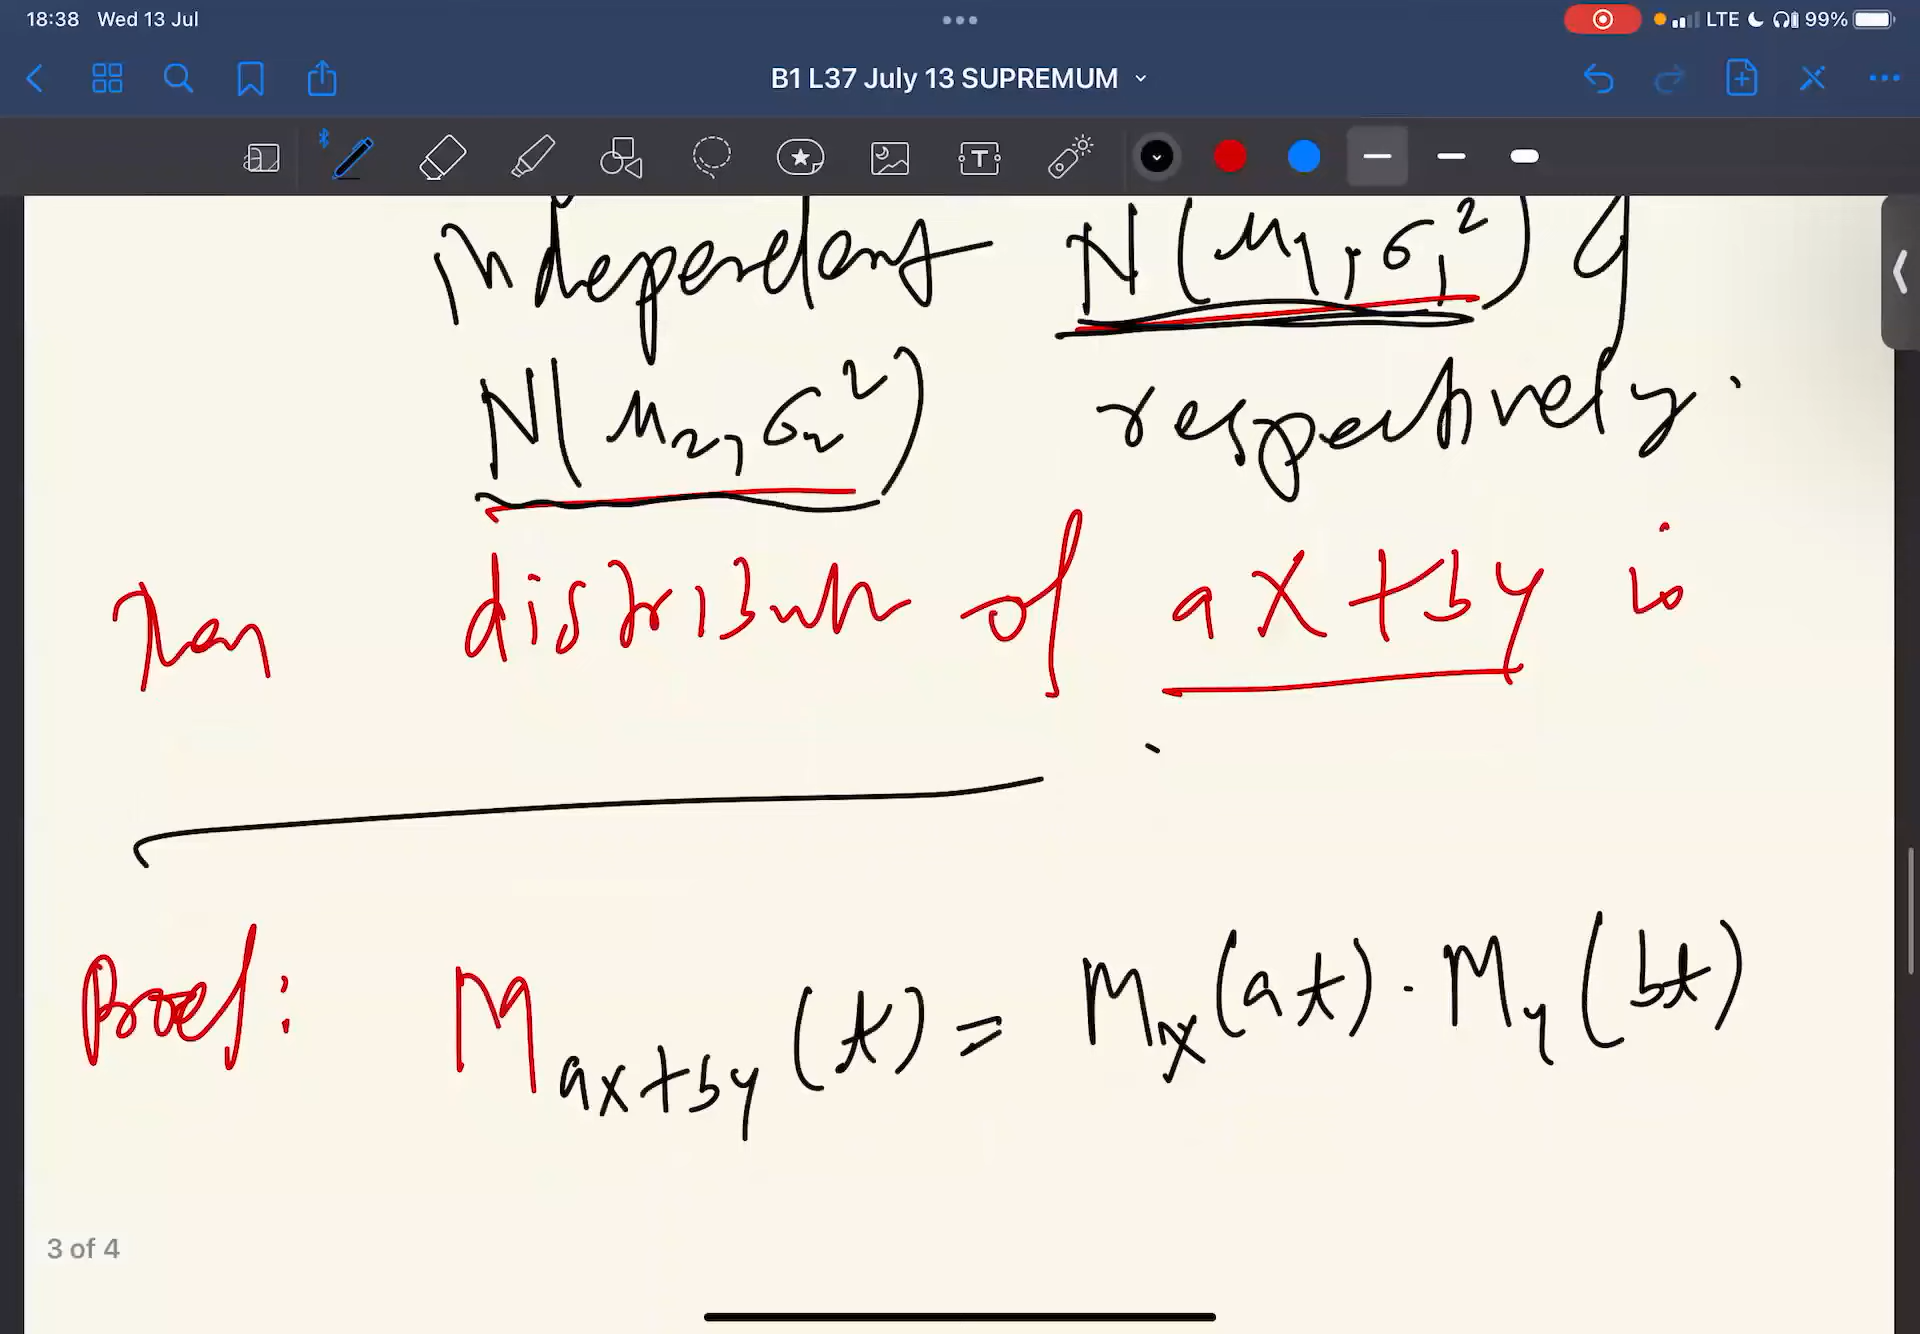 18:38 Wed 13 Jul
LTE 99%
B1 L37 July 13 SUPREMUM
independent N(μ1, σ1²) &
N(μ2, σ2²) respectively.
Then distribution of aX + bY is
Proof: M_{aX+bY}(t) = M_X(at) · M_Y(bt)
3 of 4